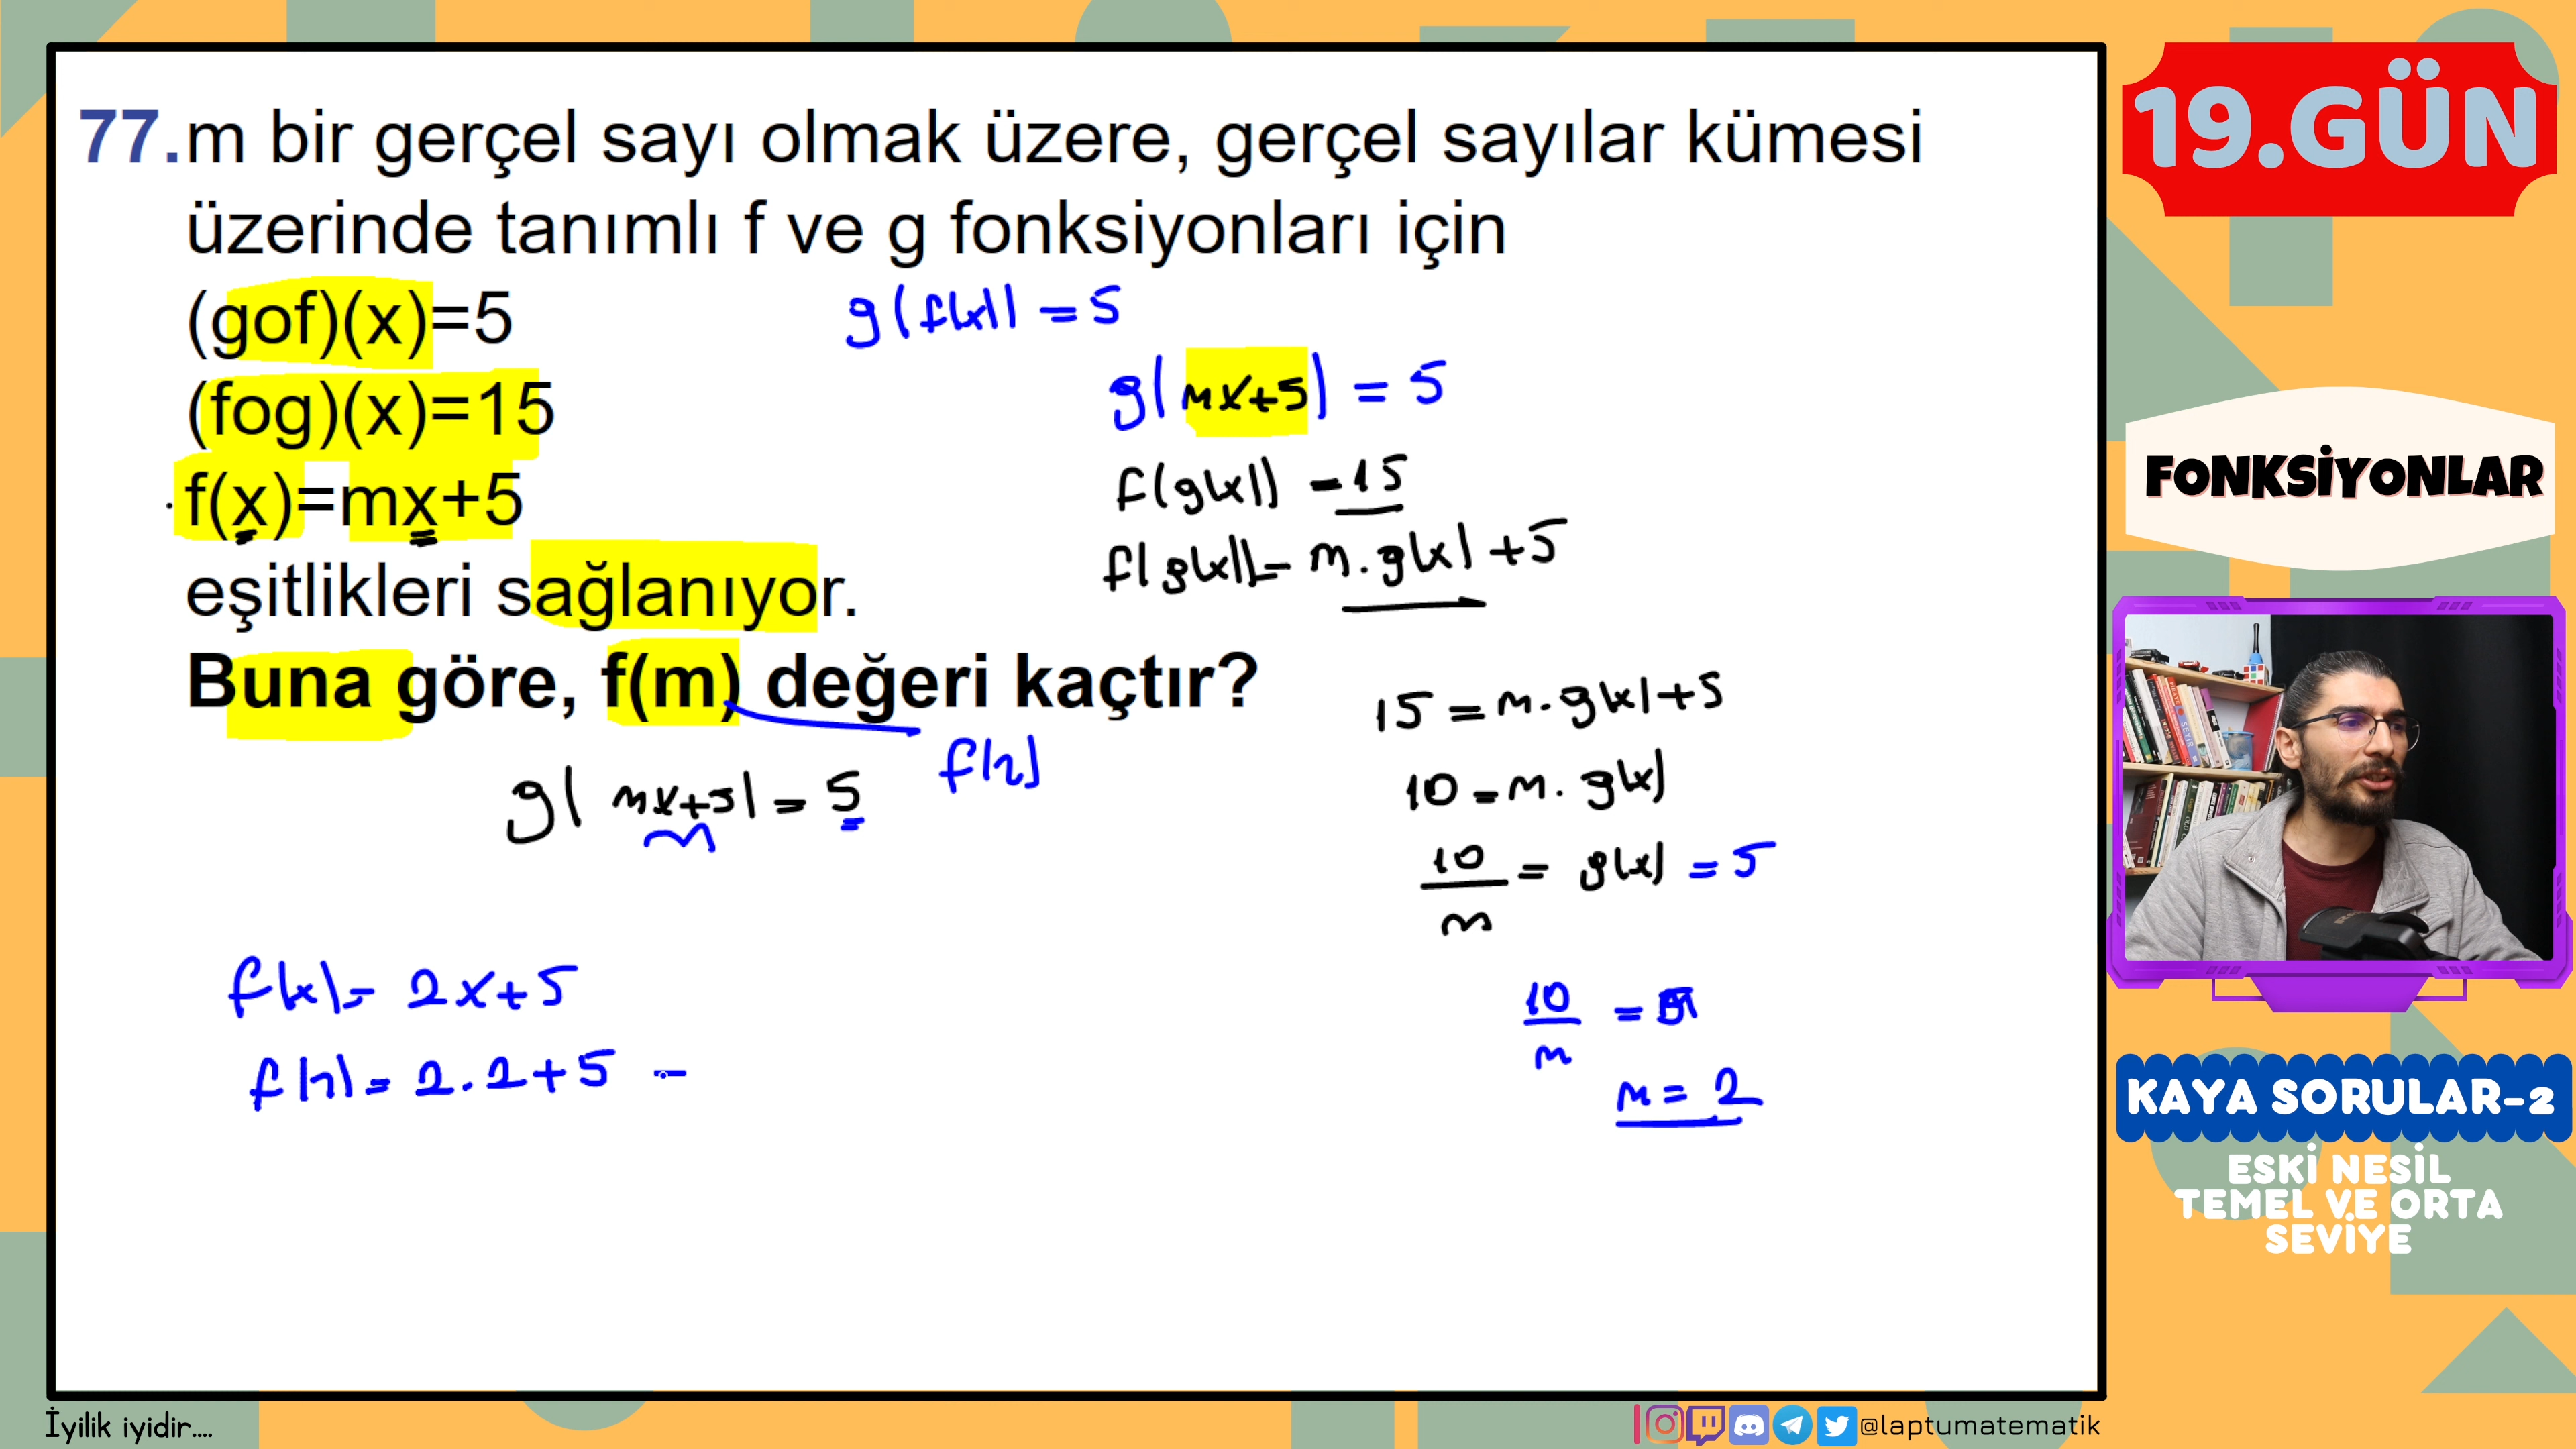 77. m bir gerçel sayı olmak üzere, gerçel sayılar kümesi
üzerinde tanımlı f ve g fonksiyonları için
(gof)(x)=5
(fog)(x)=15
f(x)=mx+5
eşitlikleri sağlanıyor.
Buna göre, f(m) değeri kaçtır?
g(f(x)) = 5
g(mx+5) = 5
f(g(x)) = 15
f(g(x)) = m.g(x)+5
f(2)
g(mx+5) = 5
15 = m.g(x)+5
10 = m.g(x)
10/m = g(x) = 5
10/m = 5
m = 2
f(x) = 2x+5
f(2) = 2.2+5 =
19.GÜN
FONKSİYONLAR
KAYA SORULAR-2
ESKİ NESİL
TEMEL VE ORTA
SEVİYE
İyilik iyidir....
@laptumatematik